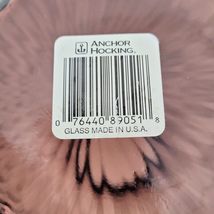 ANCHOR
HOCKING.
0 76440 89051 8
GLASS MADE IN U.S.A.